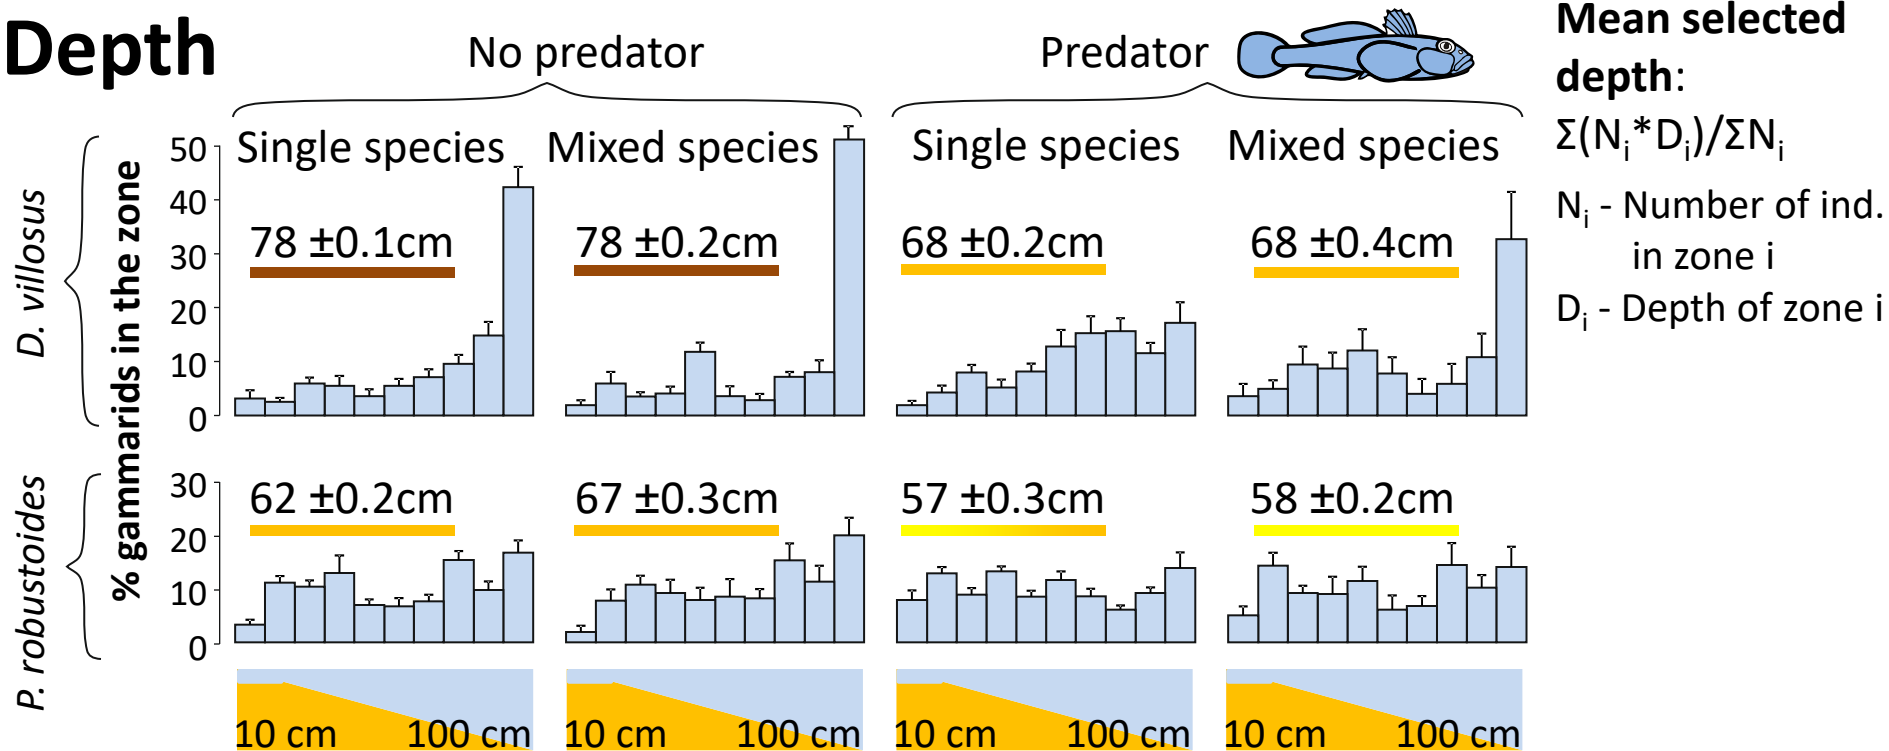 Depth
No predator
Predator
Mean selected
depth:
Σ(Ni*Di)/ΣNi
Ni - Number of ind.
in zone i
Di - Depth of zone i
D. villosus
P. robustoides
% gammarids in the zone
Single species
Mixed species
Single species
Mixed species
50
40
30
20
10
0
78 ±0.1cm
78 ±0.2cm
68 ±0.2cm
68 ±0.4cm
30
20
10
0
62 ±0.2cm
67 ±0.3cm
57 ±0.3cm
58 ±0.2cm
10 cm 100 cm
10 cm 100 cm
10 cm 100 cm
10 cm 100 cm